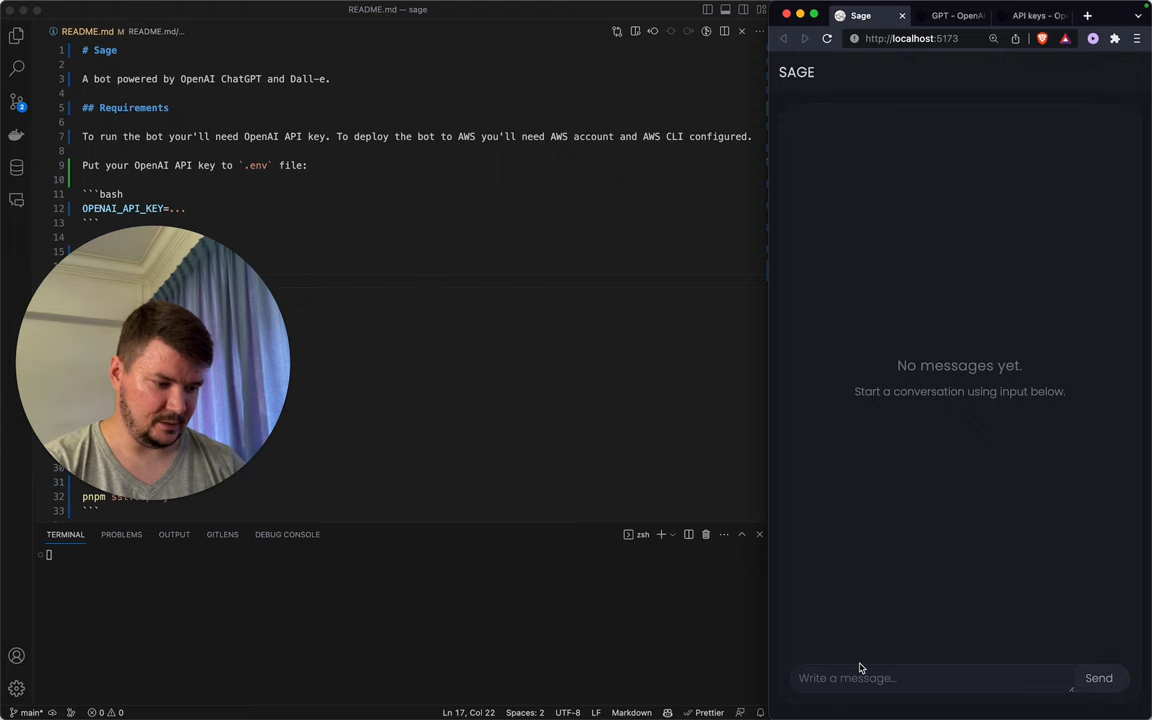 README.md — sage
README.md M
README.md/...
1 # Sage
2
3 A bot powered by OpenAI ChatGPT and Dall-e.
4
5 ## Requirements
6
7 To run the bot your'll need OpenAI API key. To deploy the bot to AWS you'll need AWS account and AWS CLI configured.
8
9 Put your OpenAI API key to `.env` file:
10
11 ```bash
12 OPENAI_API_KEY=...
13 ```
14
15
30
31
32 pnpm
33 ```
TERMINAL PROBLEMS OUTPUT GITLENS DEBUG CONSOLE
zsh
2
main* 0 0 Ln 17, Col 22 Spaces: 2 UTF-8 LF Markdown Prettier
Sage
GPT - OpenAI
API keys - Op
http://localhost:5173
SAGE
No messages yet.
Start a conversation using input below.
Write a message...
Send